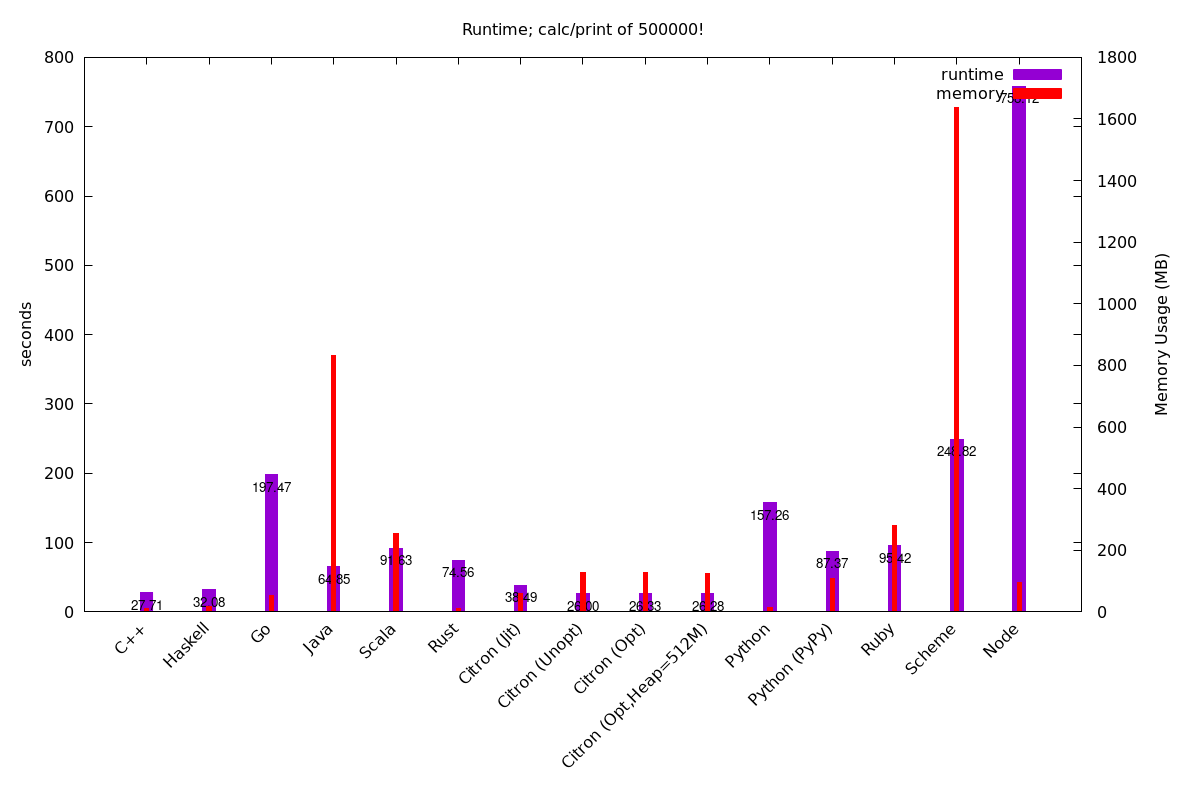 Runtime; calc/print of 500000!
runtime
memory
seconds
800
700
600
500
400
300
200
100
0
1800
1600
1400
1200
1000
800
600
400
200
0
Memory Usage (MB)
27.71
32.08
197.47
64.85
91.63
74.56
38.49
26.00
26.33
26.28
157.26
87.37
95.42
C++
Haskell
Go
Java
Scala
Rust
Citron (JIt)
Citron (Unopt)
Citron (Opt)
Citron (Opt,Heap=512M)
Python
Python (PyPy)
Ruby
Scheme
Node